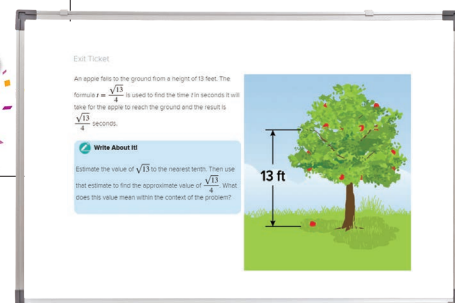 Exit Ticket
An apple falls to the ground from a height of 13 feet. The
formula t = √13/4 is used to find the time t in seconds it will
take for the apple to reach the ground and the result is
√13/4 seconds.
Write About It!
Estimate the value of √13 to the nearest tenth. Then use
that estimate to find the approximate value of √13/4. What
does this value mean within the context of the problem?
13 ft